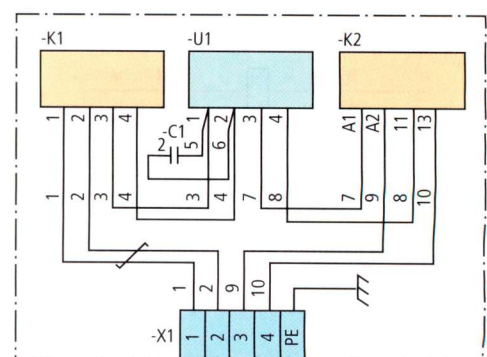 -K1 -U1 -K2
1 2 3 4 1 2 3 4 A1 A2 11 13
-C1
2 5 6
1 2 3 4 3 4 7 8 7 9 8 10
1 2 9 10
-X1 1 2 3 4 PE